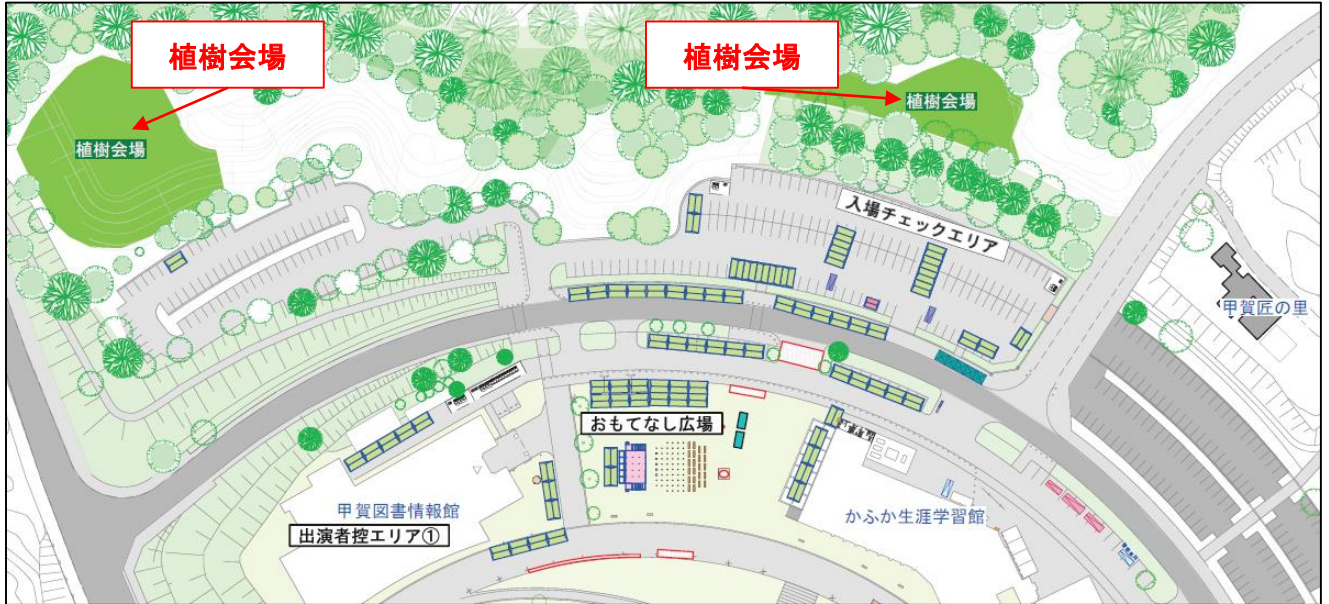 植樹会場
植樹会場
植樹会場
植樹会場
入場チェックエリア
甲賀匠の里
おもてなし広場
甲賀図書情報館
出演者控エリア①
かふか生涯学習館